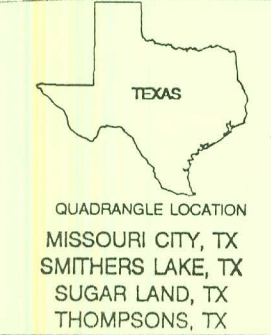 TEXAS
QUADRANGLE LOCATION
MISSOURI CITY, TX
SMITHERS LAKE, TX
SUGAR LAND, TX
THOMPSONS, TX